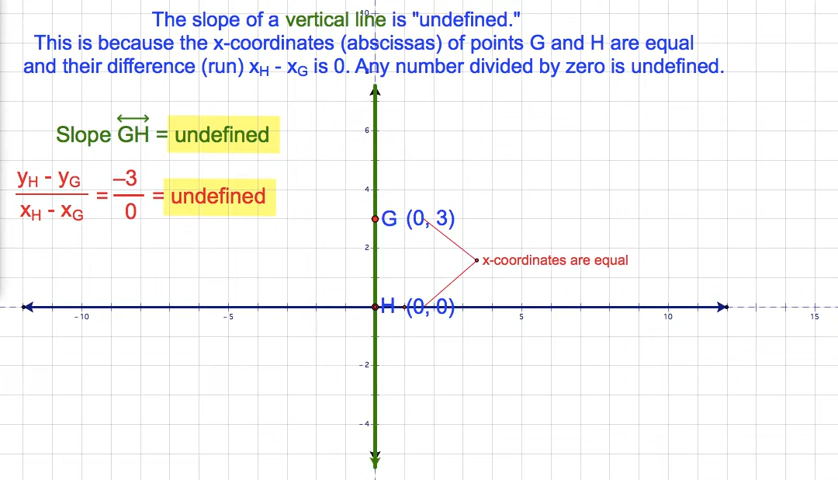 The slope of a vertical line is "undefined."
This is because the x-coordinates (abscissas) of points G and H are equal
and their difference (run) xH - xG is 0. Any number divided by zero is undefined.
Slope GH = undefined
yH - yG / xH - xG = –3 / 0 = undefined
10
6
4
G (0, 3)
2
x-coordinates are equal
H (0, 0)
-10 -5 5 10 15
-2
-4